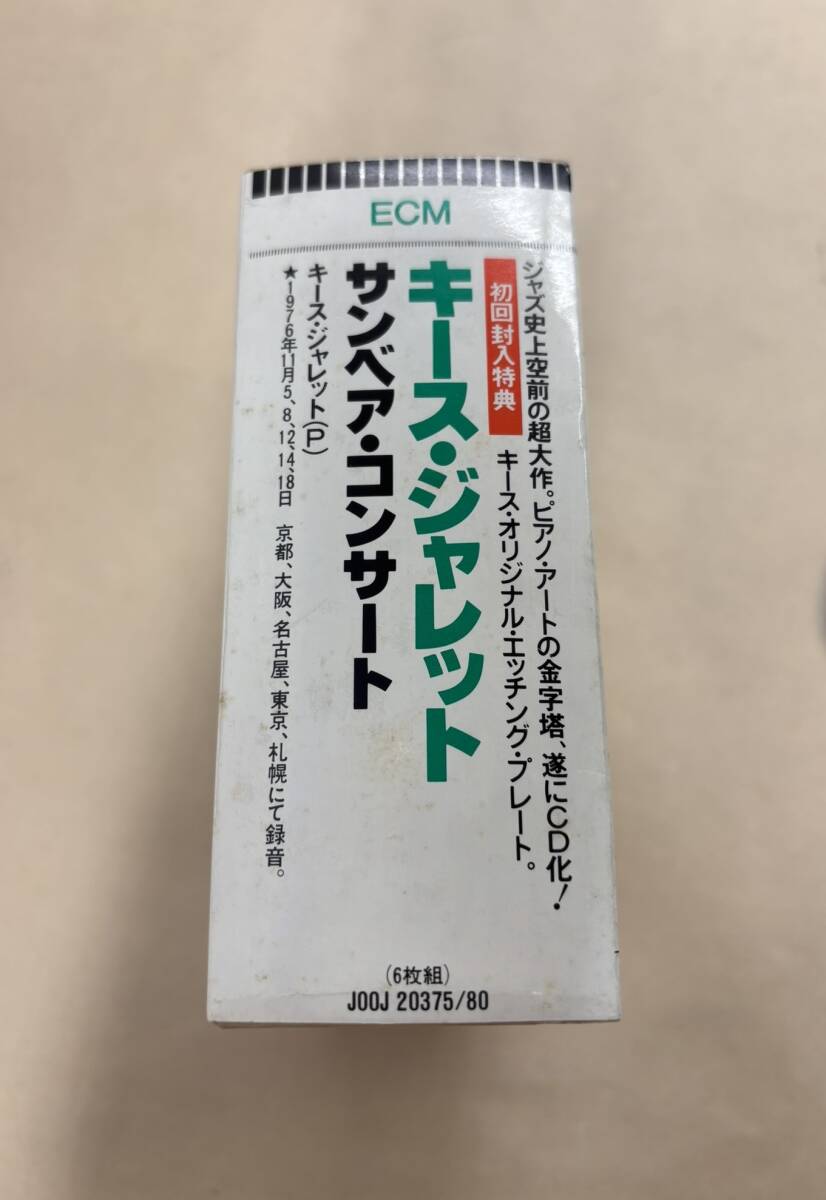 ECM
ジャズ史上空前の超大作。ピアノ・アートの金字塔、遂にCD化!
初回封入特典 キース・オリジナル・エッチング・プレート。
キース・ジャレット
サンベア・コンサート
キース・ジャレット(P)
★1976年11月5、8、12、14、18日 京都、大阪、名古屋、東京、札幌にて録音。
(6枚組)
J00J 20375/80